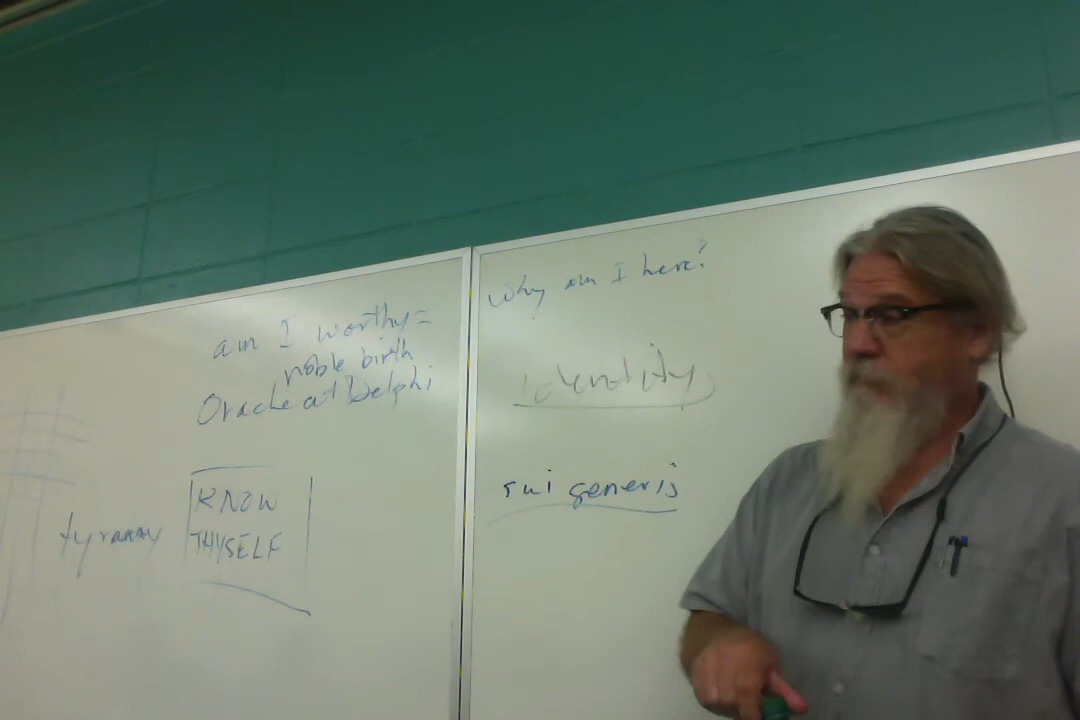 am I worthy =
noble birth
Oracle at Delphi
tyranny
KNOW
THYSELF
Why am I here?
Identity
sui generis